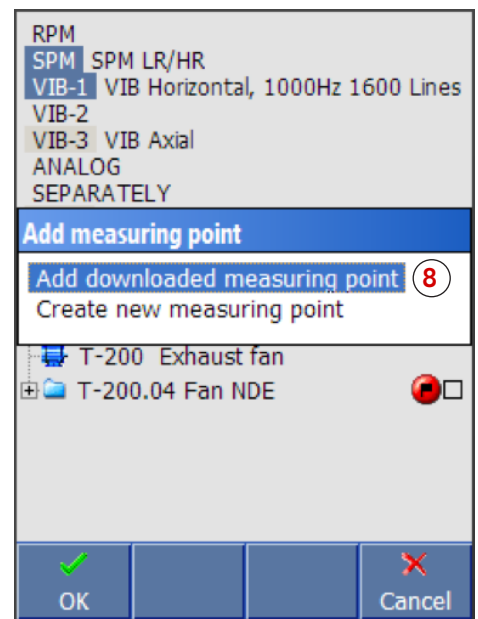 RPM
SPM SPM LR/HR
VIB-1 VIB Horizontal, 1000Hz 1600 Lines
VIB-2
VIB-3 VIB Axial
ANALOG
SEPARATELY
Add measuring point
Add downloaded measuring point 8
Create new measuring point
T-200 Exhaust fan
T-200.04 Fan NDE
OK Cancel